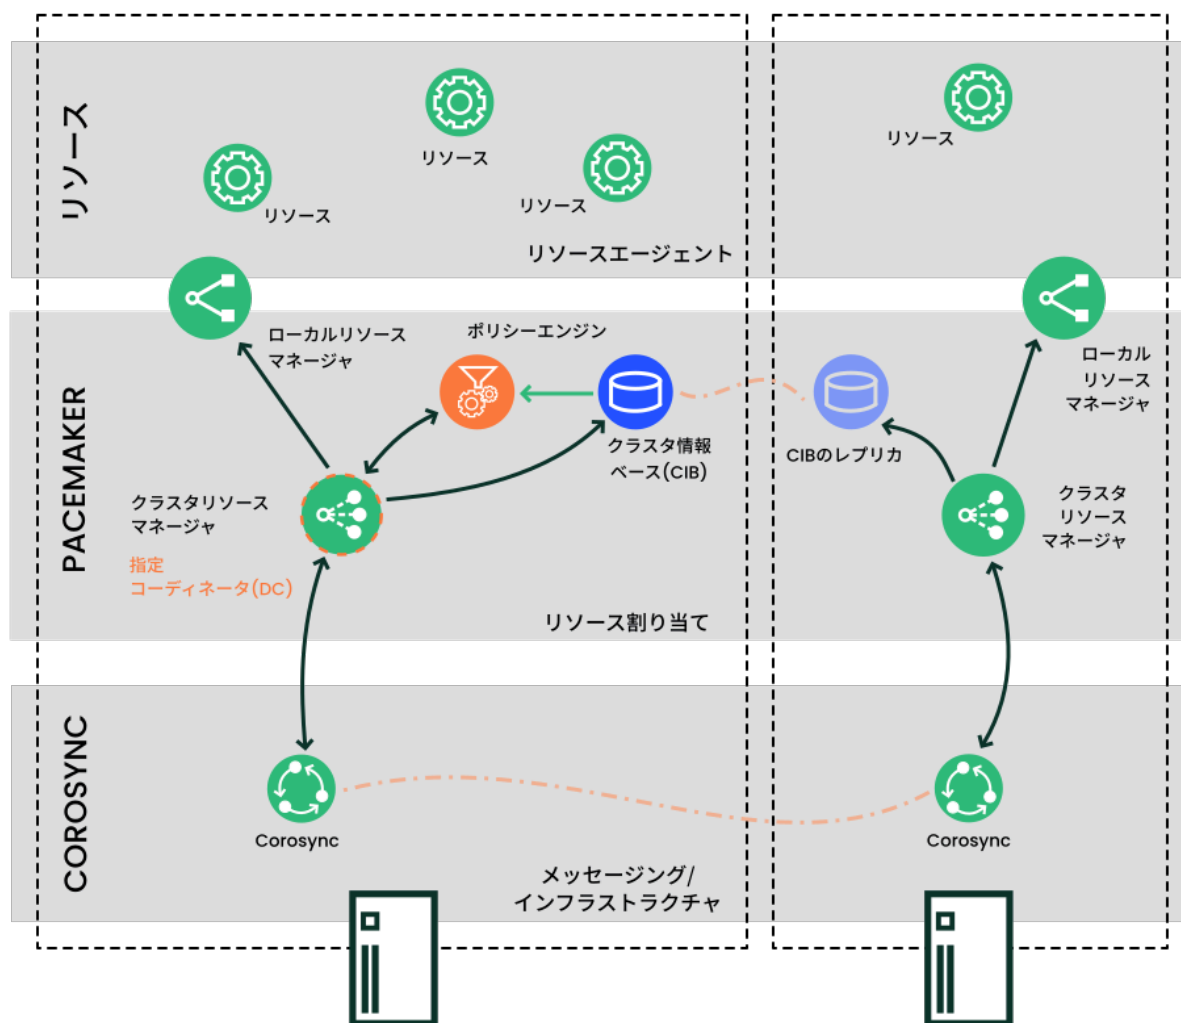 リソース
リソース
リソース
リソース
リソース
リソースエージェント
PACEMAKER
ローカルリソース
マネージャ
ポリシーエンジン
クラスタ情報
ベース(CIB)
CIBのレプリカ
ローカル
リソース
マネージャ
クラスタリソース
マネージャ
指定
コーディネータ(DC)
クラスタ
リソース
マネージャ
リソース割り当て
COROSYNC
Corosync
Corosync
メッセージング/
インフラストラクチャ